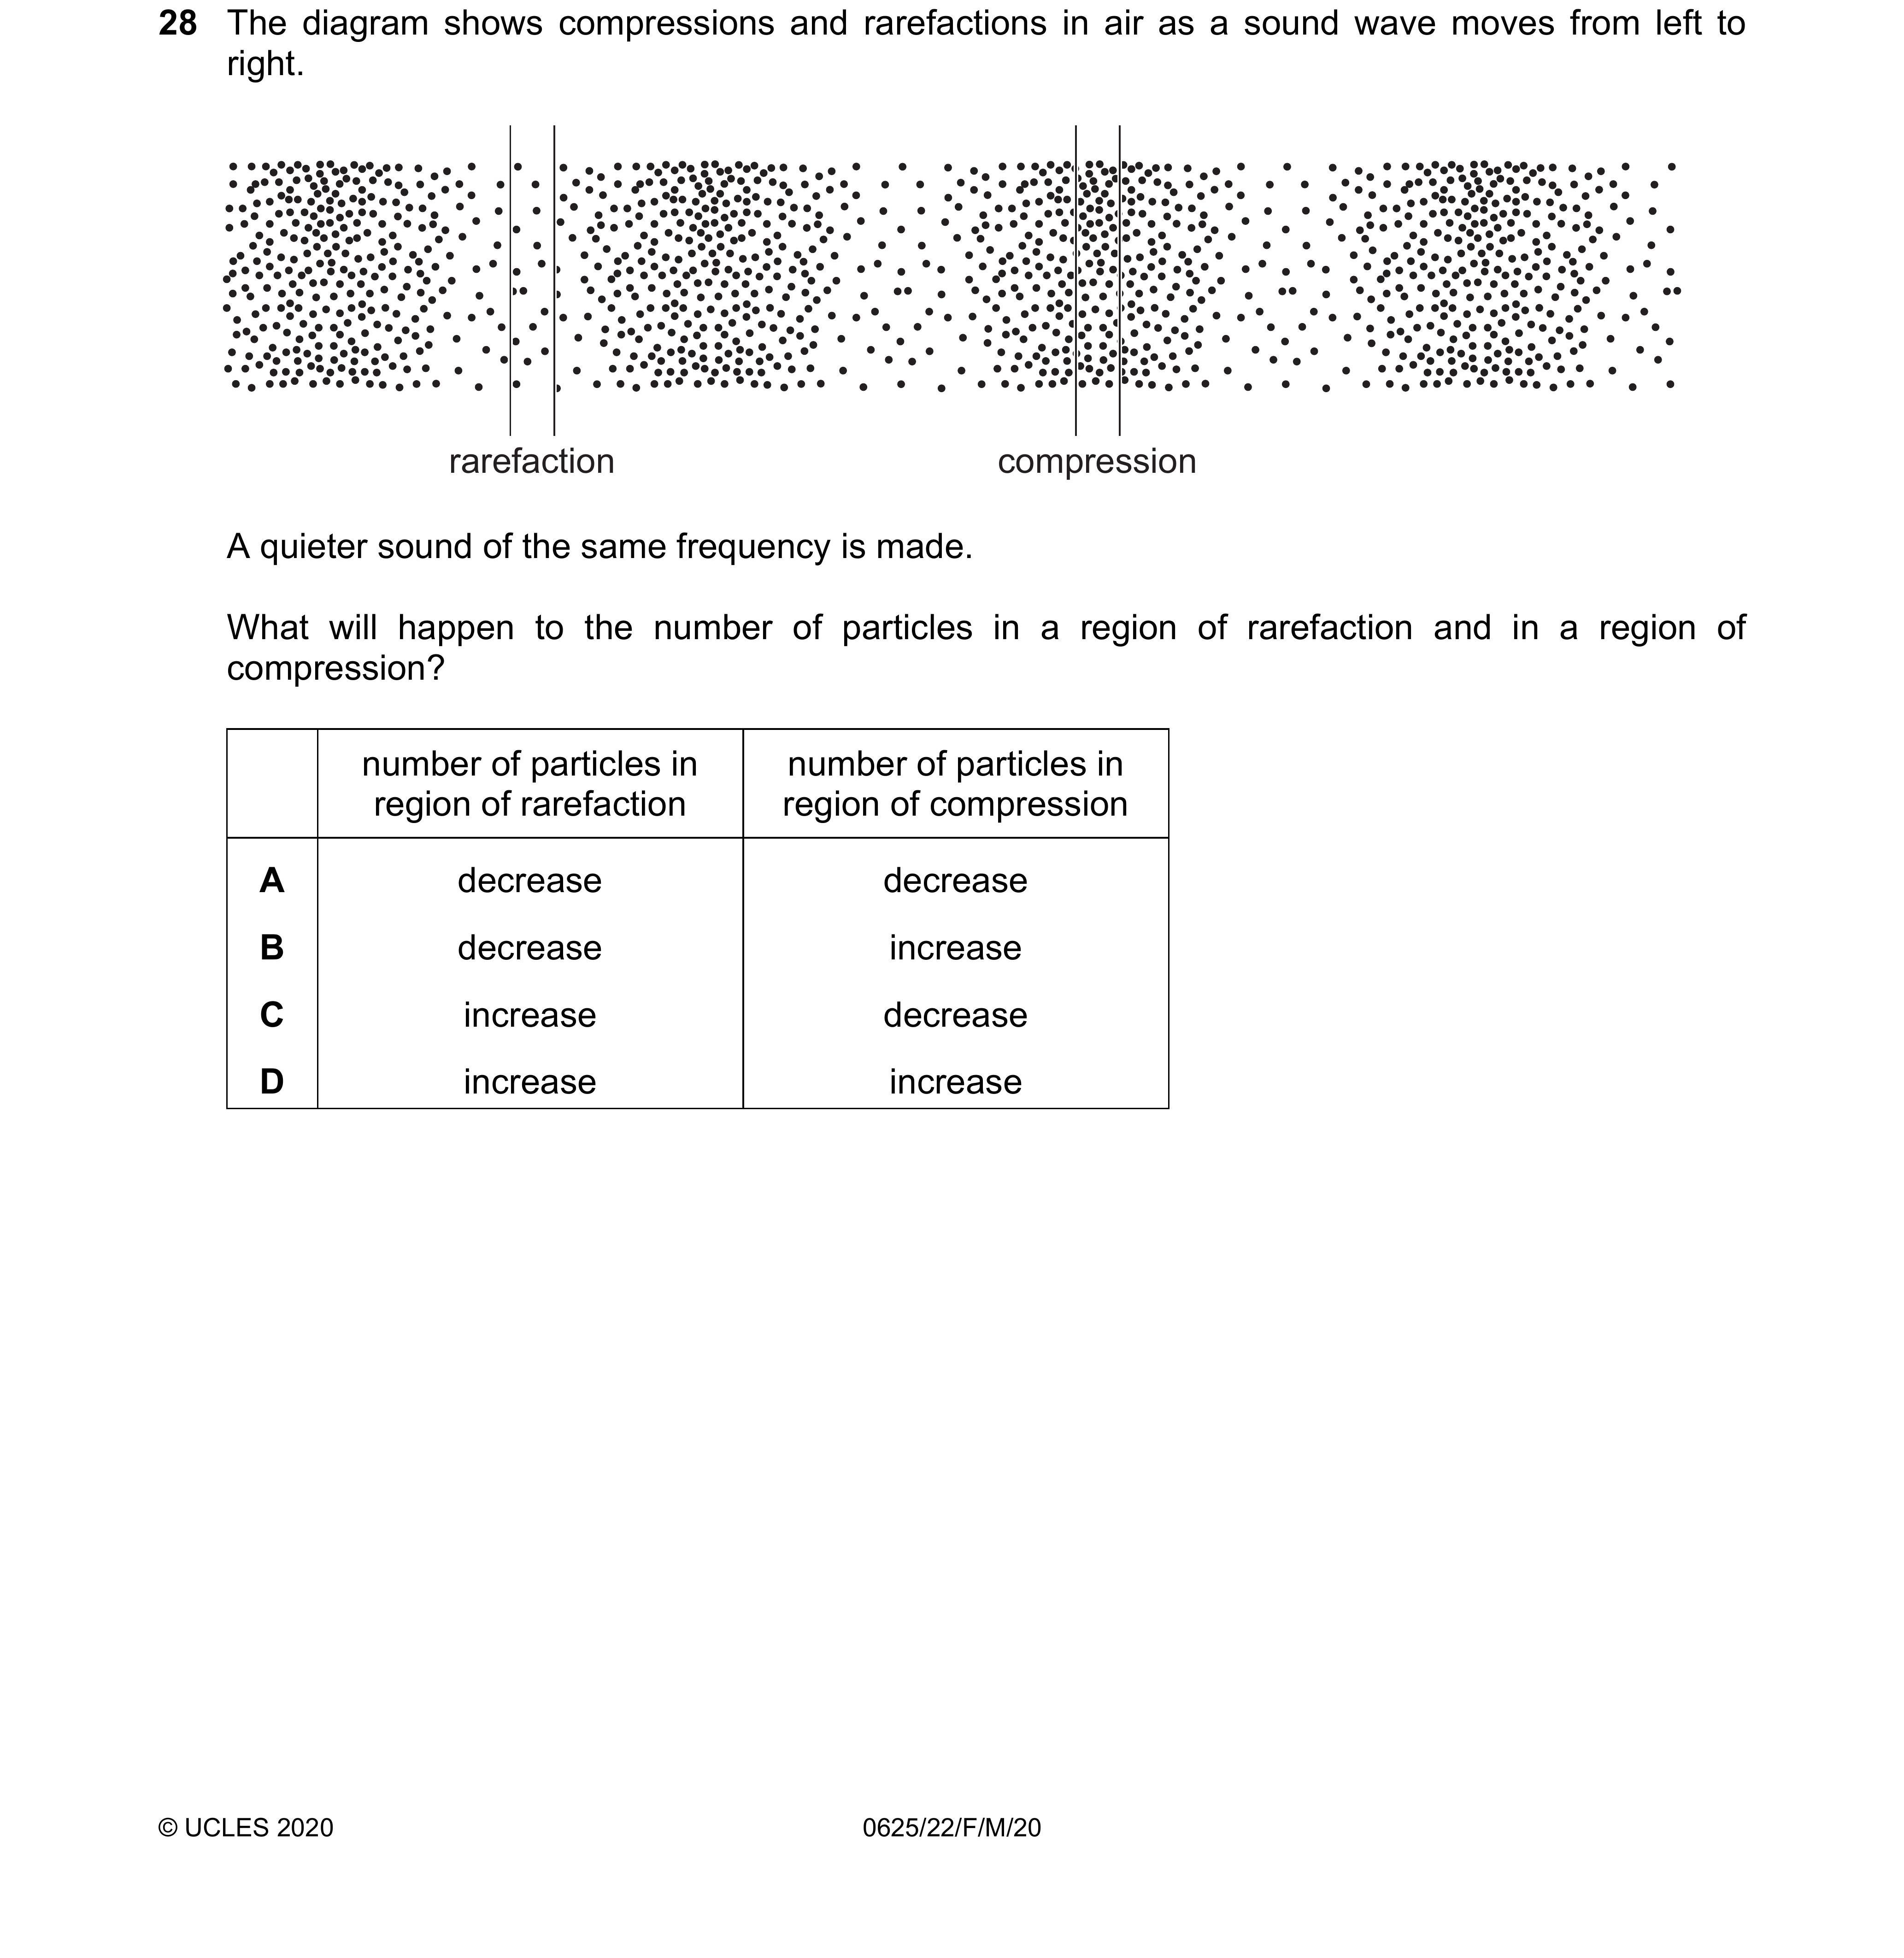 28 The diagram shows compressions and rarefactions in air as a sound wave moves from left to
right.
rarefaction compression
A quieter sound of the same frequency is made.
What will happen to the number of particles in a region of rarefaction and in a region of
compression?
number of particles in number of particles in
region of rarefaction region of compression
A decrease decrease
B decrease increase
C increase decrease
D increase increase
© UCLES 2020 0625/22/F/M/20